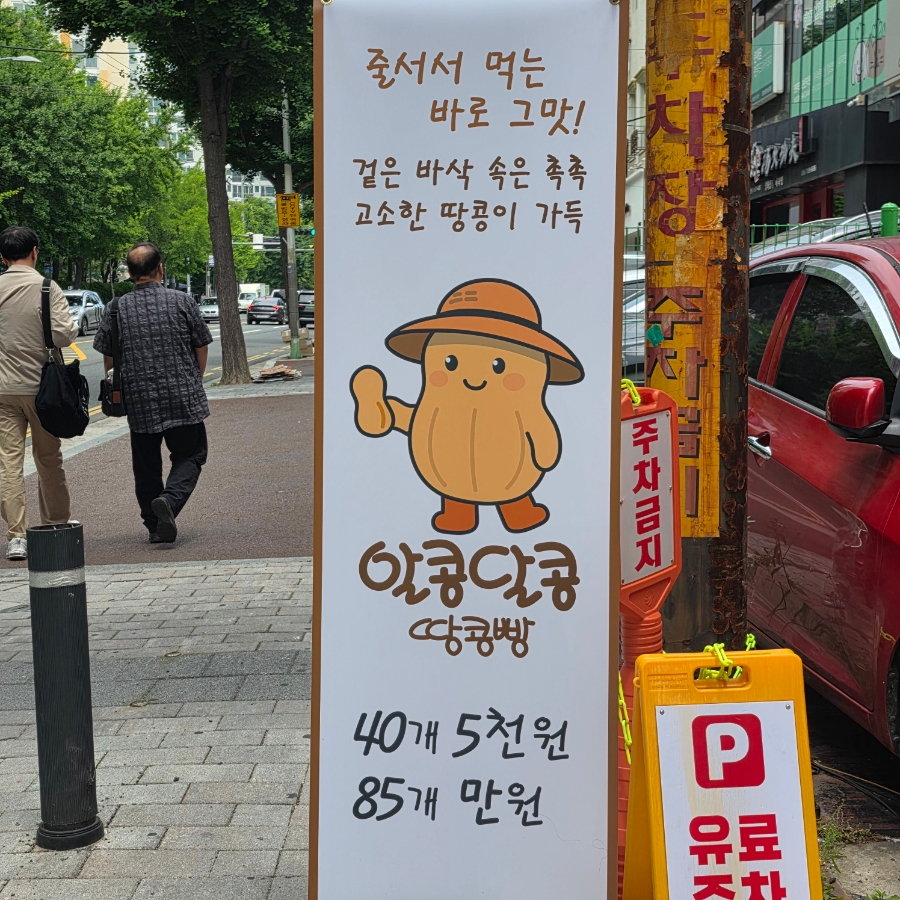 줄서서 먹는
바로 그맛!
겉은 바삭 속은 촉촉
고소한 땅콩이 가득
알콩달콩
땅콩빵
40개 5천원
85개 만원
주차금지
P
유료
주차